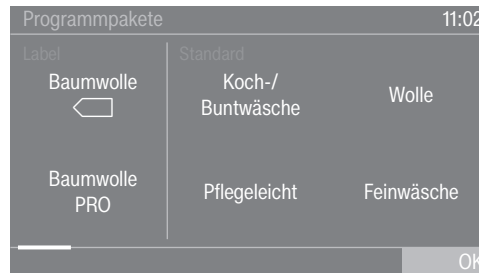 Programmpakete 11:02
Label Standard
Baumwolle
Koch-/
Buntwäsche
Wolle
Baumwolle
PRO
Pflegeleicht
Feinwäsche
OK